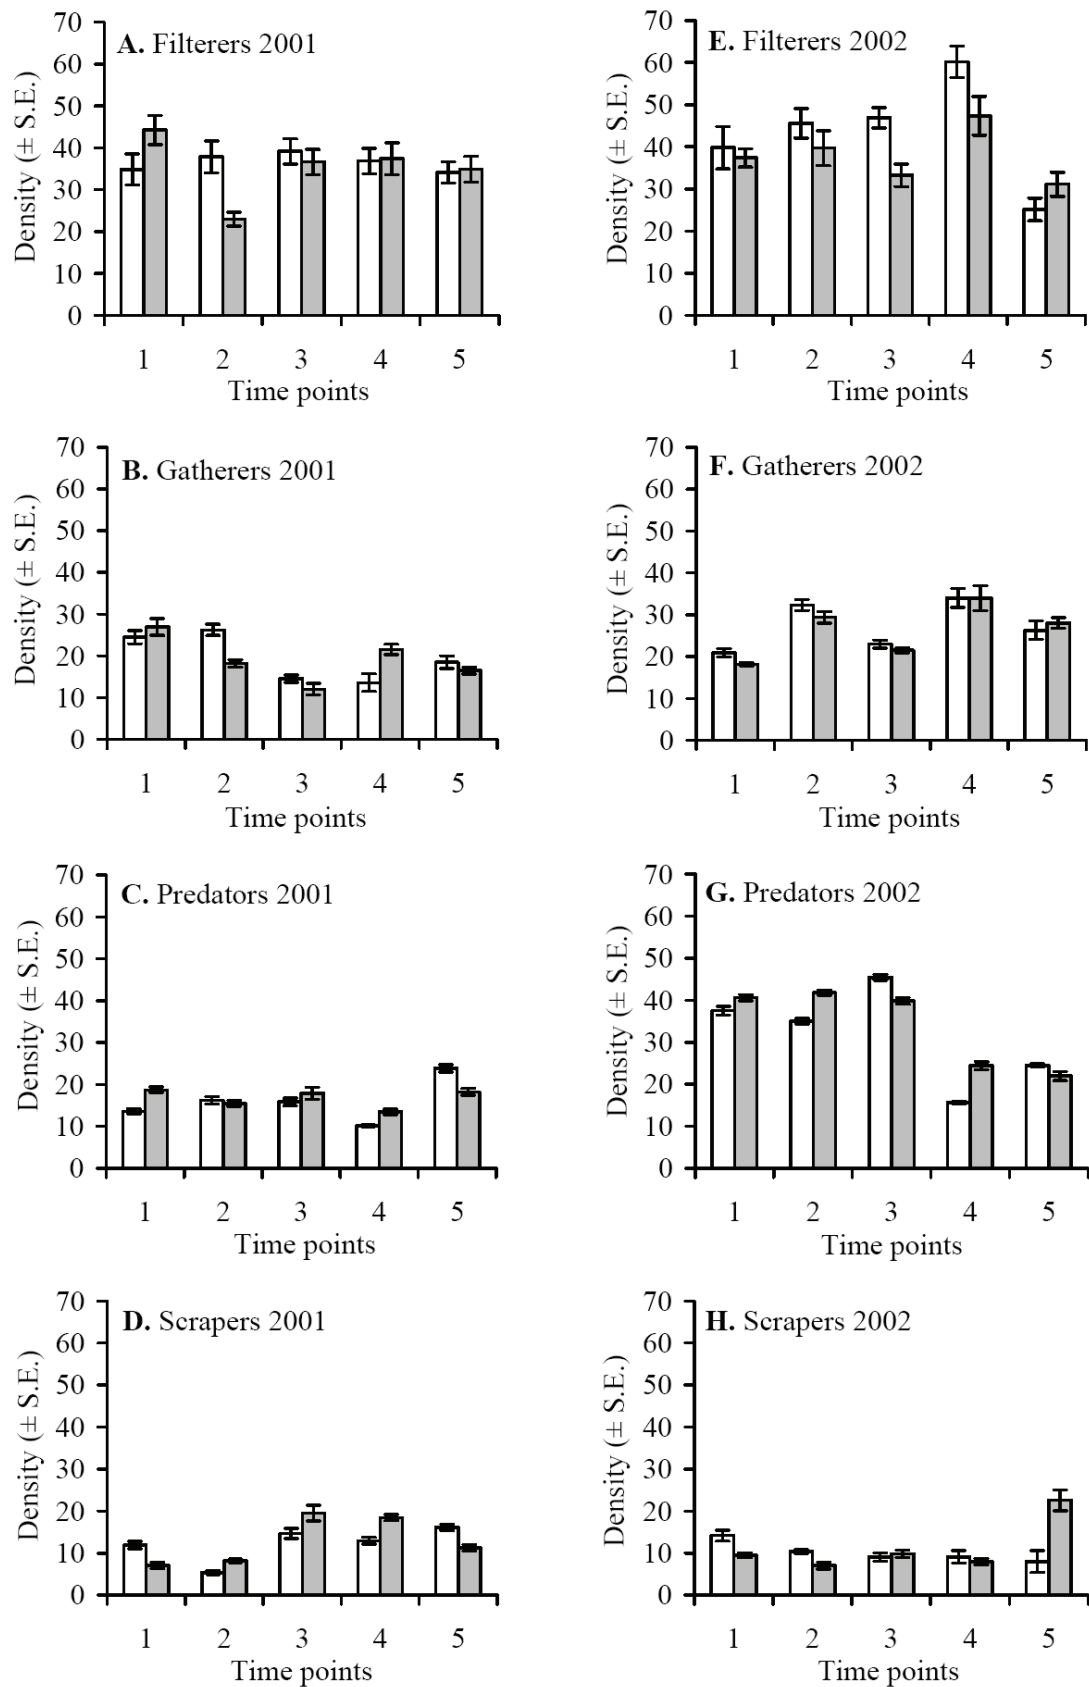 A. Filterers 2001
Density (± S.E.)
70
60
50
40
30
20
10
0
1 2 3 4 5
Time points
E. Filterers 2002
Density (± S.E.)
70
60
50
40
30
20
10
0
1 2 3 4 5
Time points
B. Gatherers 2001
Density (± S.E.)
70
60
50
40
30
20
10
0
1 2 3 4 5
Time points
F. Gatherers 2002
Density (± S.E.)
70
60
50
40
30
20
10
0
1 2 3 4 5
Time points
C. Predators 2001
Density (± S.E.)
70
60
50
40
30
20
10
0
1 2 3 4 5
Time points
G. Predators 2002
Density (± S.E.)
70
60
50
40
30
20
10
0
1 2 3 4 5
Time points
D. Scrapers 2001
Density (± S.E.)
70
60
50
40
30
20
10
0
1 2 3 4 5
Time points
H. Scrapers 2002
Density (± S.E.)
70
60
50
40
30
20
10
0
1 2 3 4 5
Time points